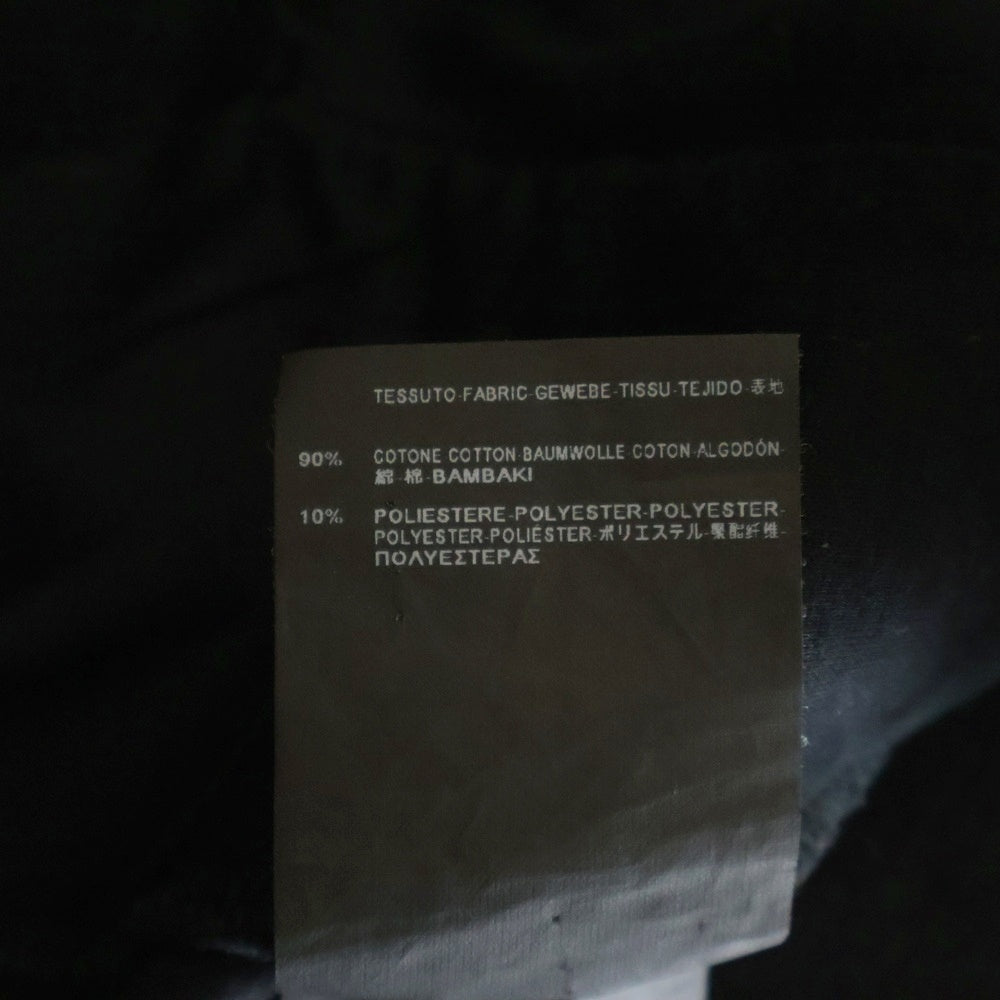 TESSUTO-FABRIC-GEWEBE-TISSU-TEJIDO-表地
90% COTONE COTTON-BAUMWOLLE-COTON-ALGODÓN-
綿-棉-BAMBAKI
10% POLIESTERE-POLYESTER-POLYESTER-
POLYESTER-POLIÉSTER-ポリエステル-聚酯纤维-
ΠΟΛΥΕΣΤΕΡΑΣ